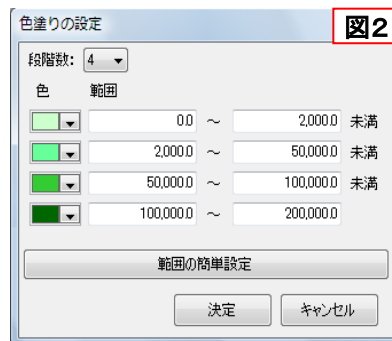 色塗りの設定
図2
段階数: 4
色 範囲
0.0 ～ 2,000.0 未満
2,000.0 ～ 50,000.0 未満
50,000.0 ～ 100,000.0 未満
100,000.0 ～ 200,000.0
範囲の簡単設定
決定 キャンセル